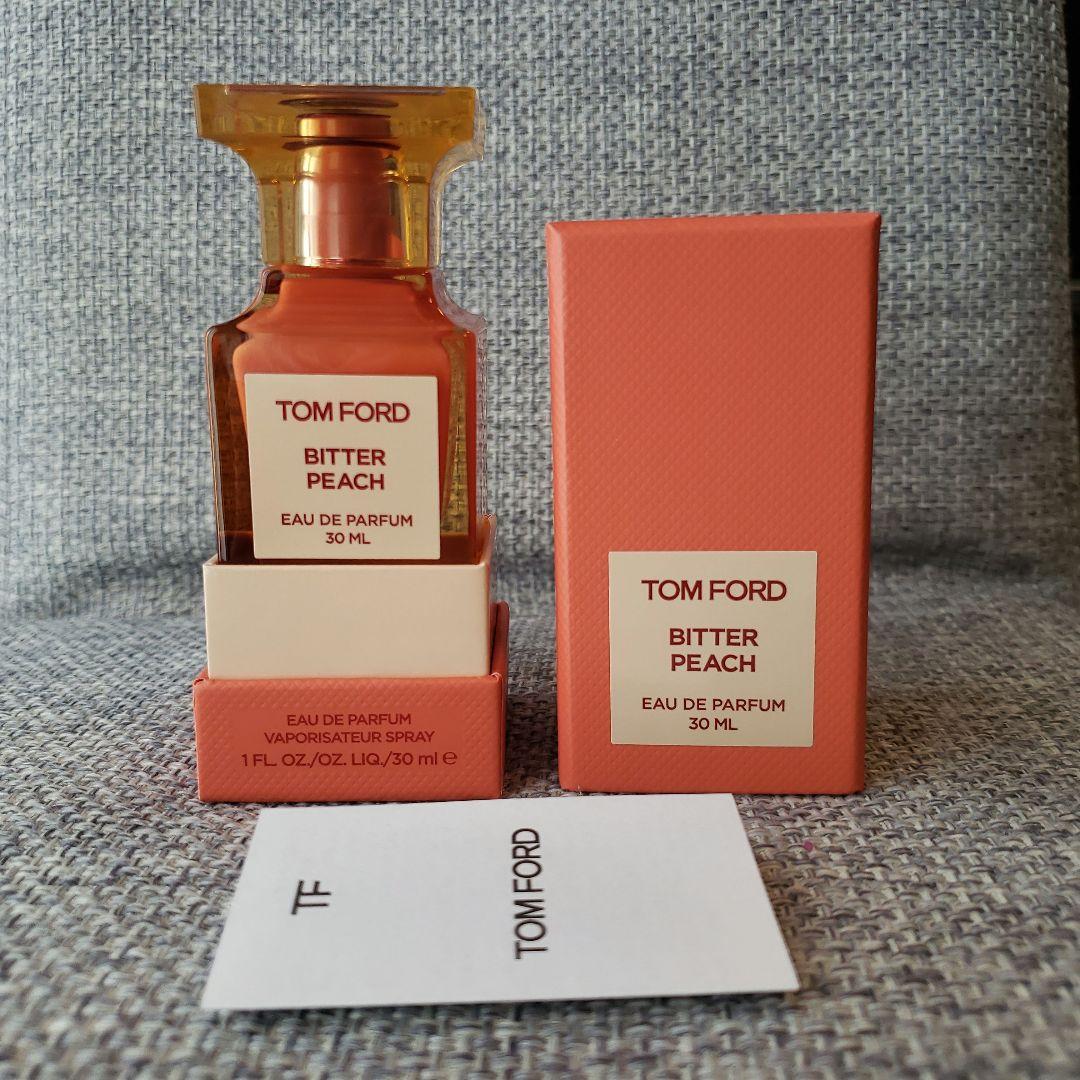 TOM FORD
BITTER
PEACH
EAU DE PARFUM
30 ML
EAU DE PARFUM
VAPORISATEUR SPRAY
1 FL. OZ./OZ. LIQ./30 ml ℮
TOM FORD
BITTER
PEACH
EAU DE PARFUM
30 ML
TF
TOM FORD